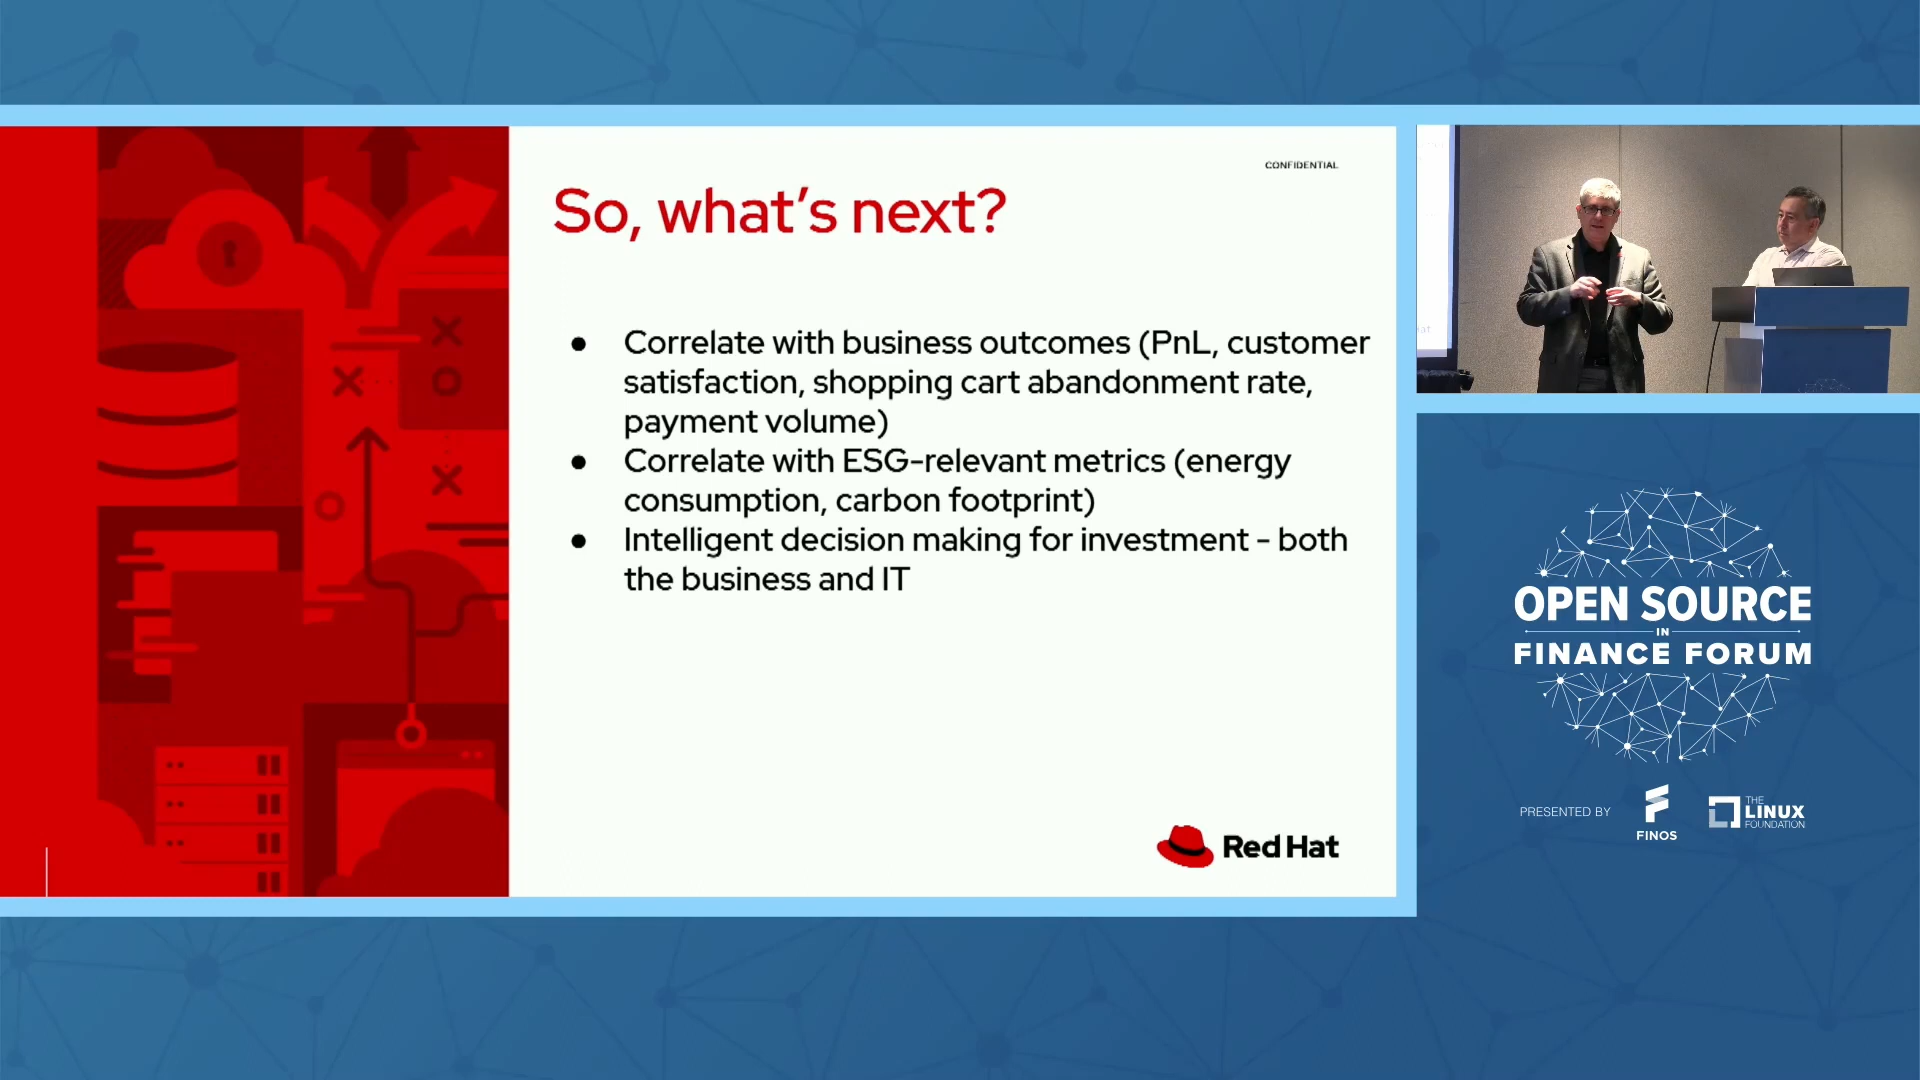 CONFIDENTIAL
So, what's next?
● Correlate with business outcomes (PnL, customer
satisfaction, shopping cart abandonment rate,
payment volume)
● Correlate with ESG-relevant metrics (energy
consumption, carbon footprint)
● Intelligent decision making for investment - both
the business and IT
Red Hat
OPEN SOURCE
IN
FINANCE FORUM
PRESENTED BY
FINOS
THE
LINUX
FOUNDATION